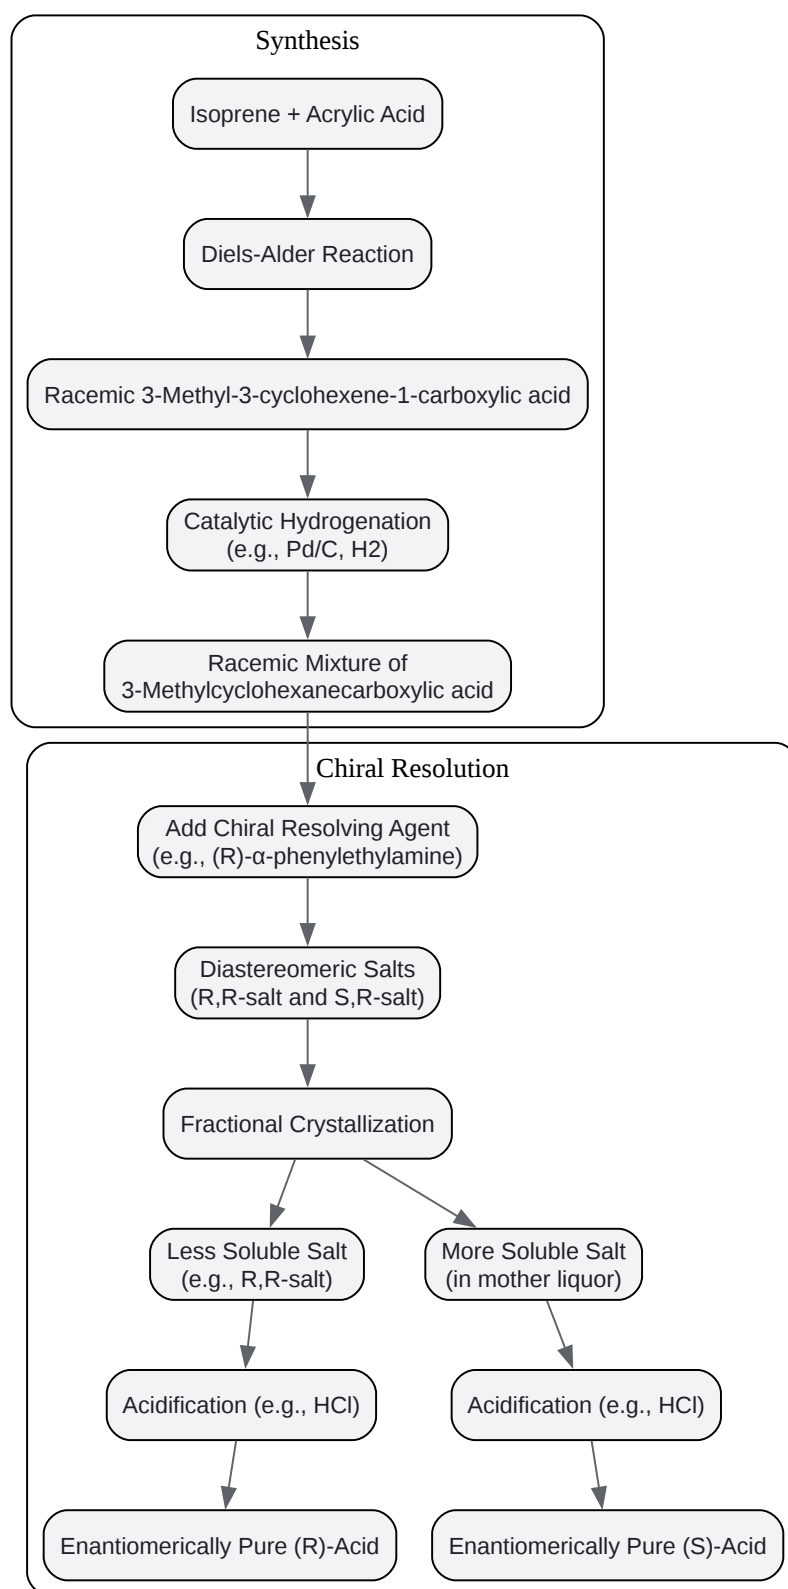 Synthesis
Isoprene + Acrylic Acid
Diels-Alder Reaction
Racemic 3-Methyl-3-cyclohexene-1-carboxylic acid
Catalytic Hydrogenation
(e.g., Pd/C, H2)
Racemic Mixture of
3-Methylcyclohexanecarboxylic acid
Chiral Resolution
Add Chiral Resolving Agent
(e.g., (R)-α-phenylethylamine)
Diastereomeric Salts
(R,R-salt and S,R-salt)
Fractional Crystallization
Less Soluble Salt
(e.g., R,R-salt)
More Soluble Salt
(in mother liquor)
Acidification (e.g., HCl)
Acidification (e.g., HCl)
Enantiomerically Pure (R)-Acid
Enantiomerically Pure (S)-Acid